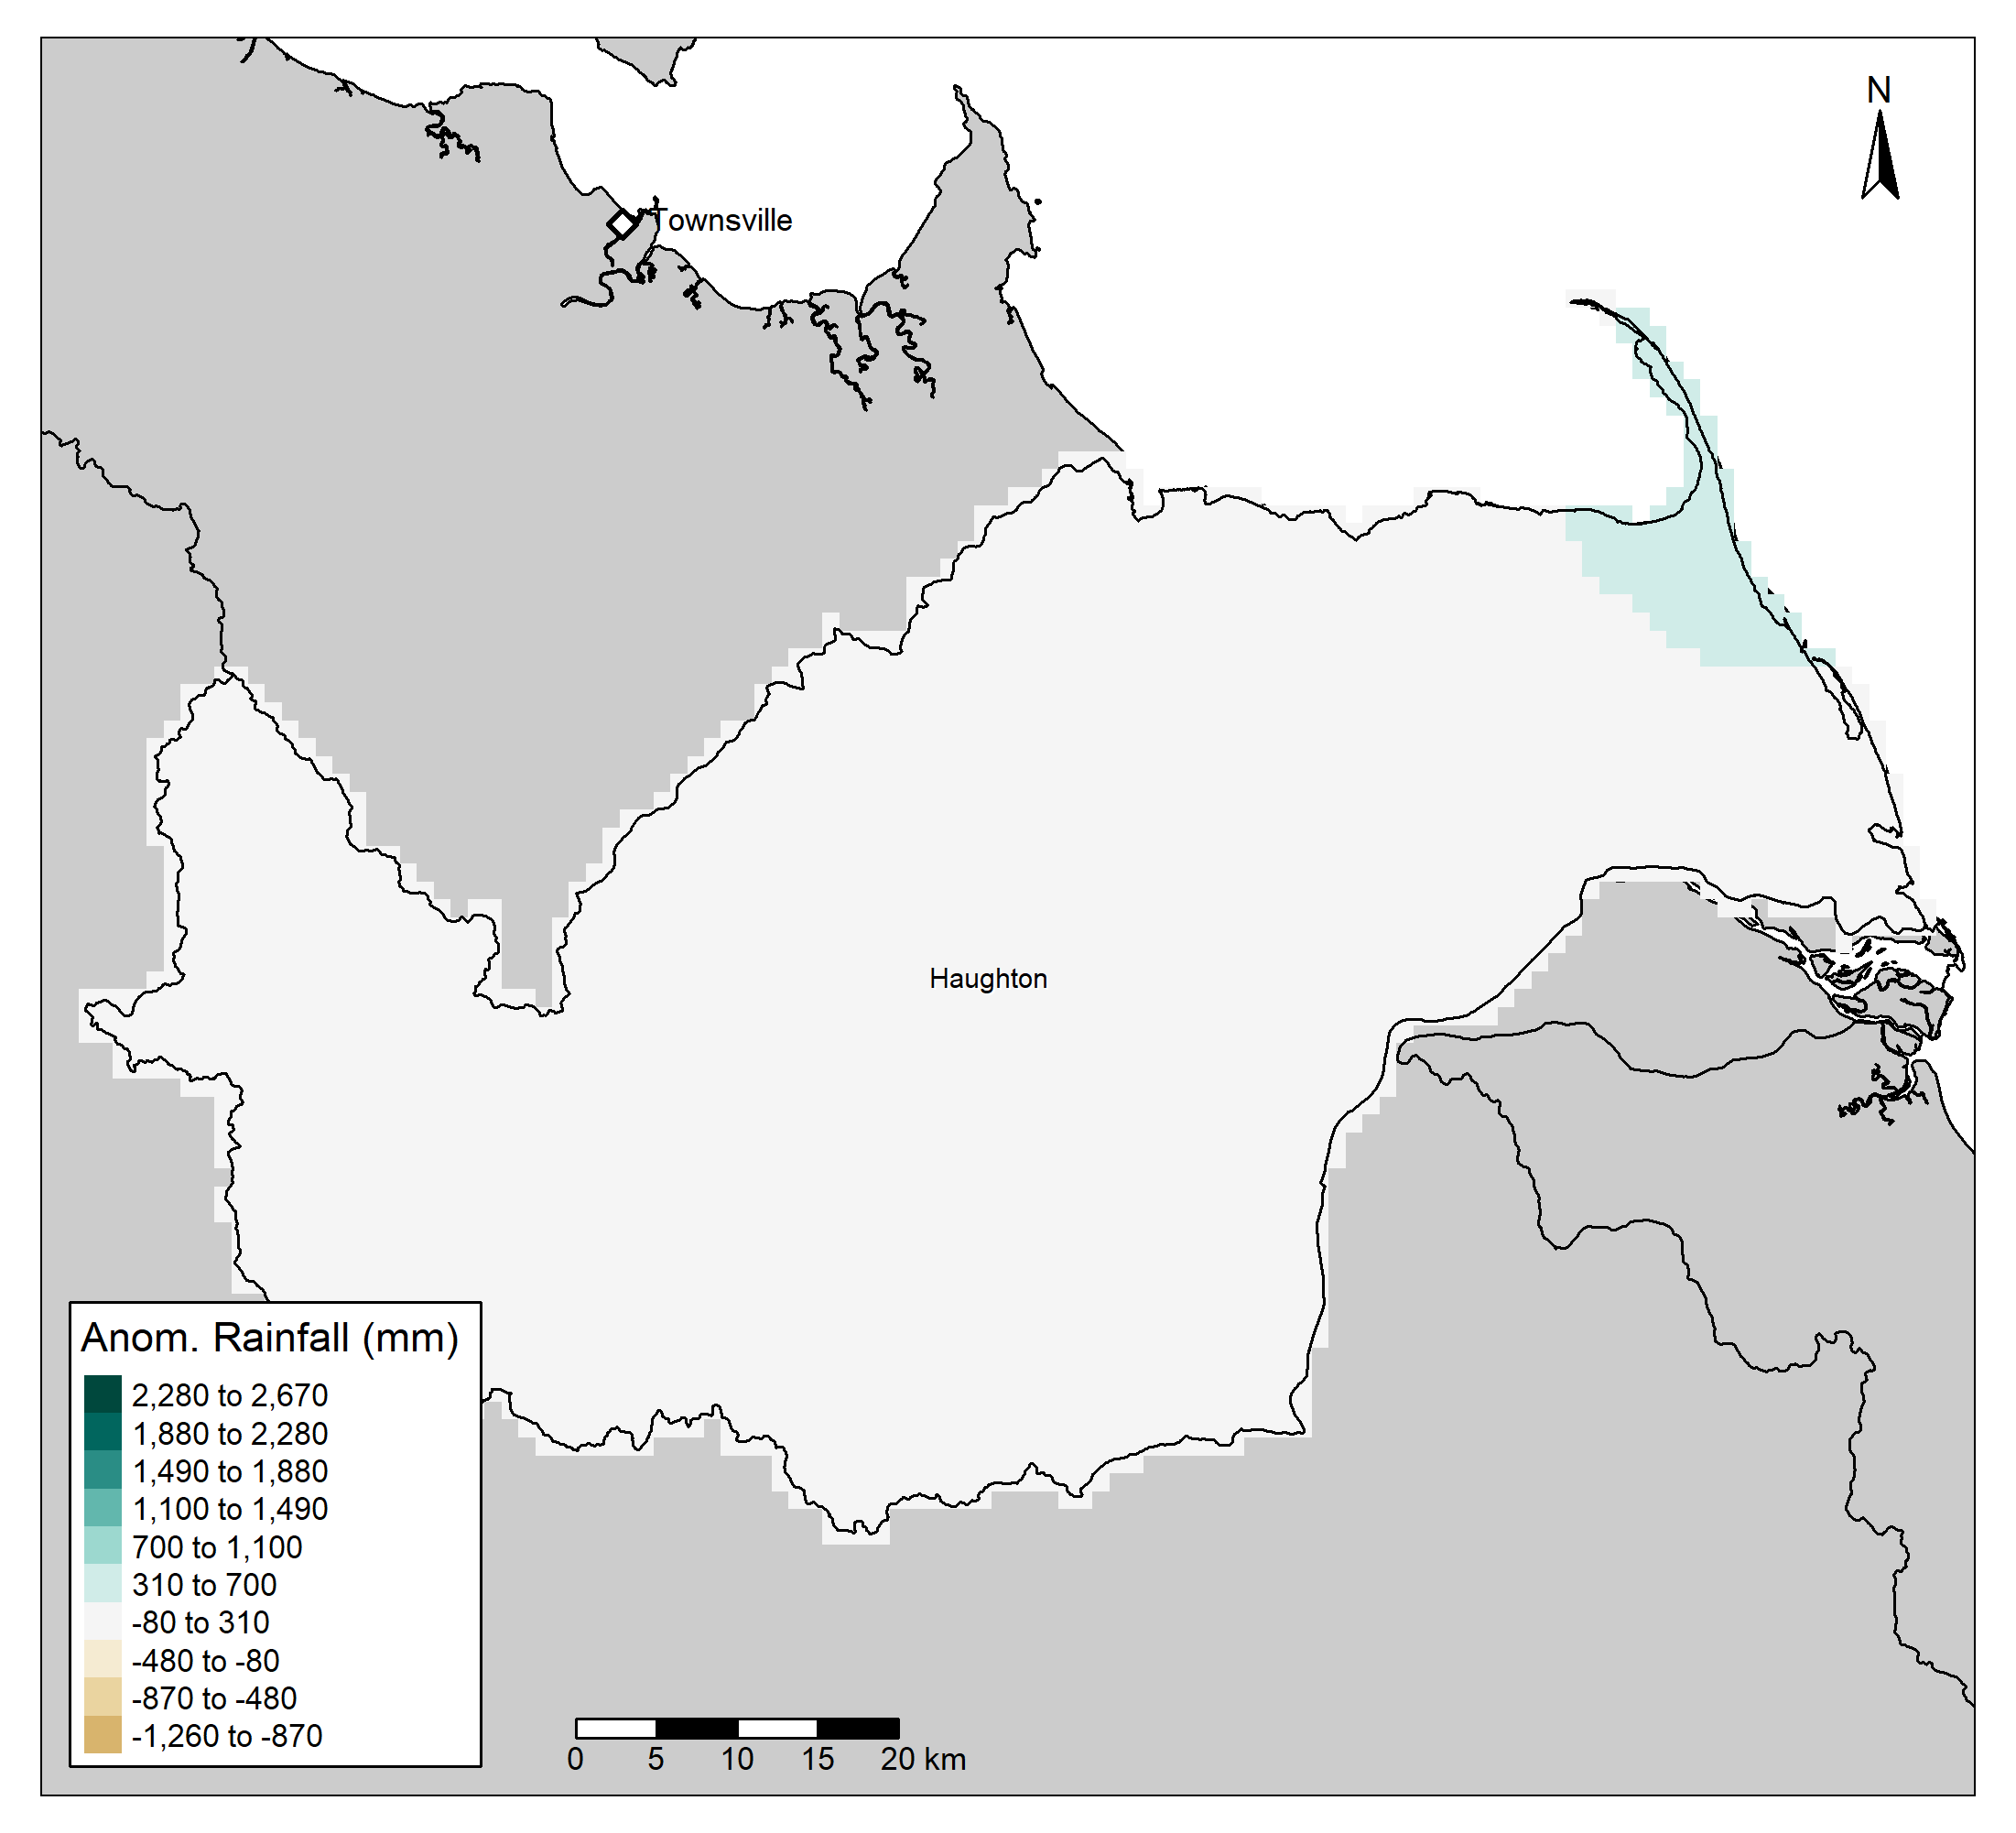 N
Townsville
Haughton
Anom. Rainfall (mm)
2,280 to 2,670
1,880 to 2,280
1,490 to 1,880
1,100 to 1,490
700 to 1,100
310 to 700
-80 to 310
-480 to -80
-870 to -480
-1,260 to -870
0 5 10 15 20 km